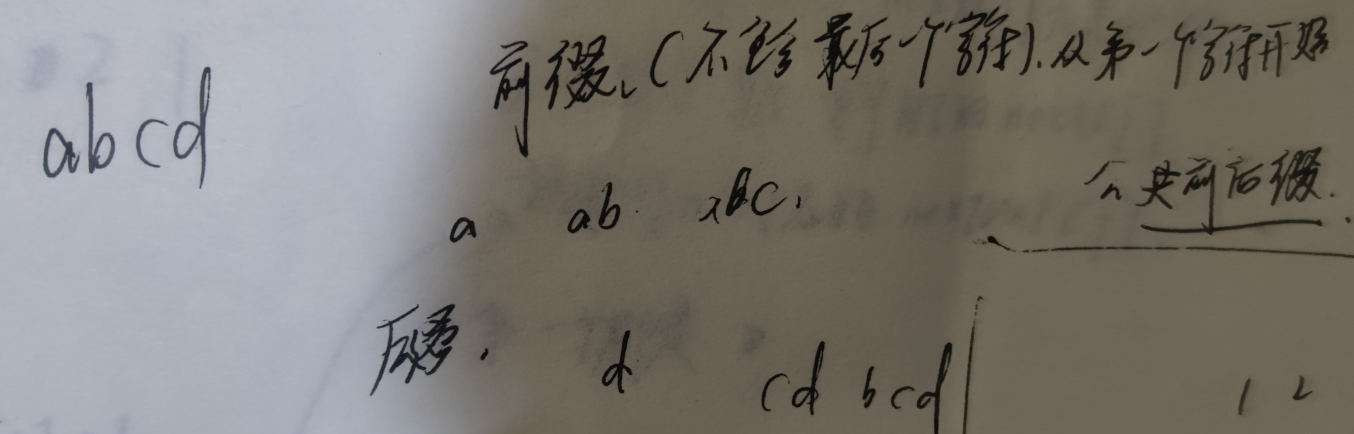 abcd
前缀,(不包含最后一个字符).从第一个字符开始
a ab abc,
公共前后缀.
后缀,
d cd bcd
1 2